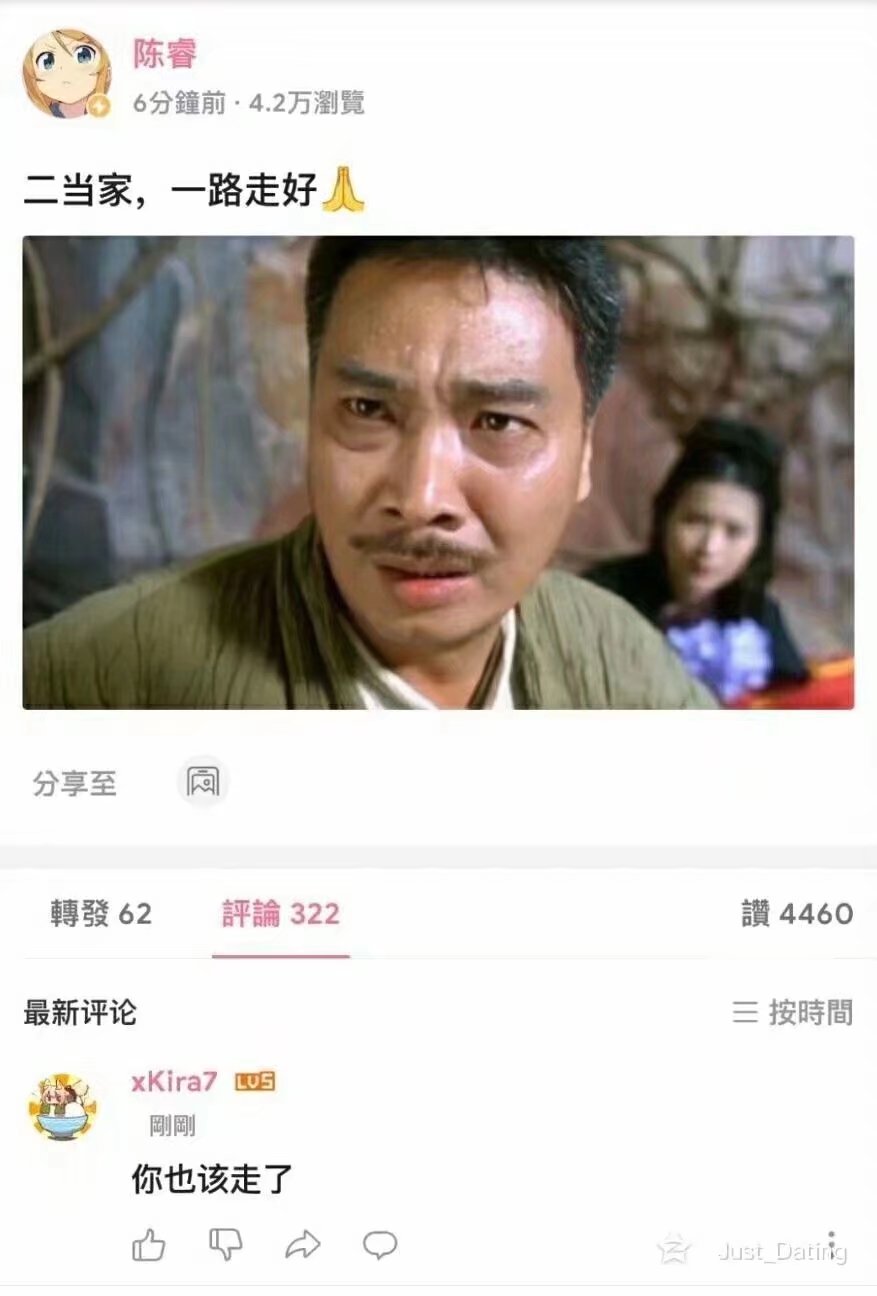 陈睿
6分鐘前 · 4.2万瀏覽
二当家，一路走好🙏
分享至
轉發 62
評論 322
讚 4460
最新评论
按時間
xKira7 LV5
剛剛
你也该走了
Just_Dating